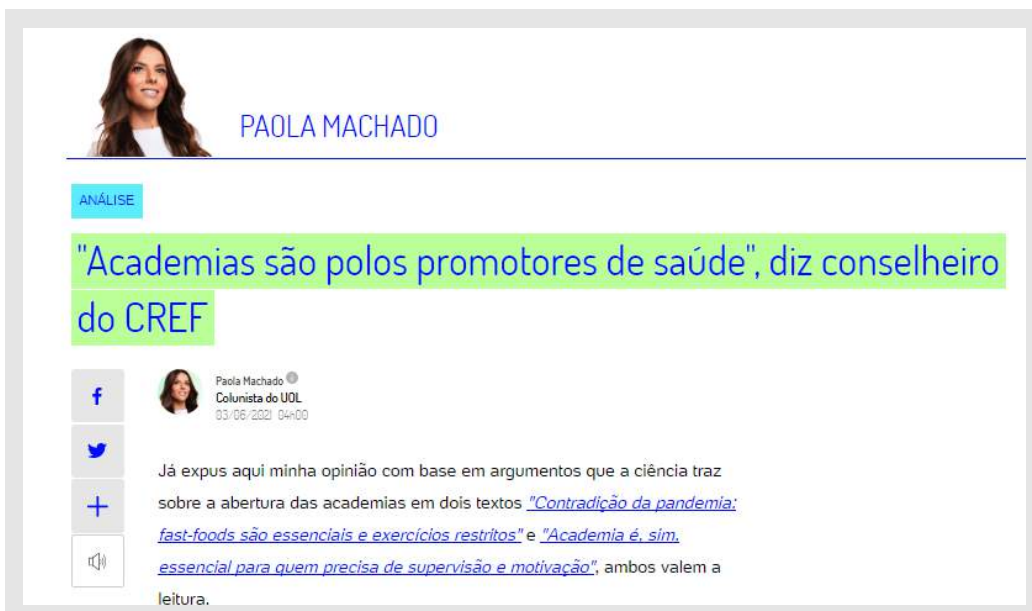 PAOLA MACHADO
ANÁLISE
"Academias são polos promotores de saúde", diz conselheiro
do CREF
Paola Machado
Colunista do UOL
03/06/2021 04h00
Já expus aqui minha opinião com base em argumentos que a ciência traz
sobre a abertura das academias em dois textos "Contradição da pandemia:
fast-foods são essenciais e exercícios restritos" e "Academia é, sim,
essencial para quem precisa de supervisão e motivação", ambos valem a
leitura.